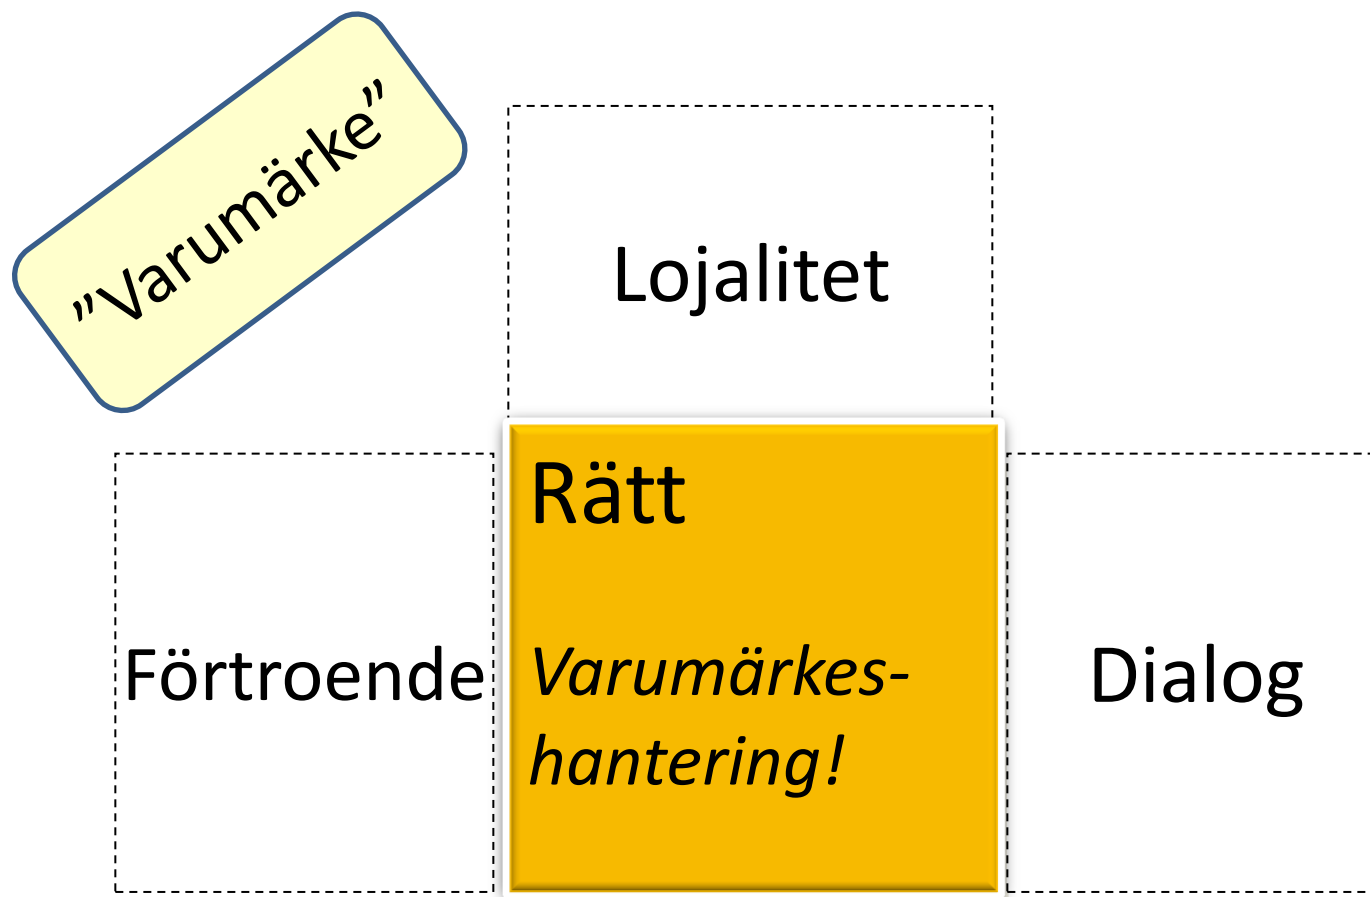 ”Varumärke”
Lojalitet
Förtroende
Rätt
Varumärkes-
hantering!
Dialog